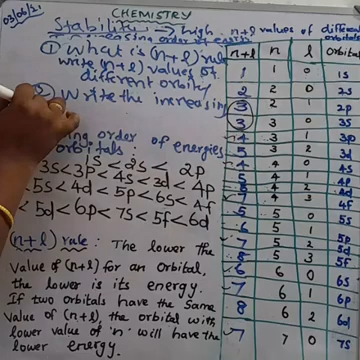 03/06/21
CHEMISTRY
Stability
high
n+l values of different orbitals
① What is (n+l) rule
write (n+l) values of
different orbitals
② Write the increasing
order of energies
orbitals :
1s < 2s < 2p
3s < 3p < 4s < 3d < 4p
< 5s < 4d < 5p < 6s < 4f
< 5d < 6p < 7s < 5f < 6d
(n+l) rule : The lower the
value of (n+l) for an orbital,
the lower is its energy.
If two orbitals have the same
value of (n+l), the orbital with
lower value of 'n' will have the
lower energy.
n+l n l Orbital
1 1 0 1s
2 2 0 2s
3 2 1 2p
3 3 0 3s
4 3 1 3p
5 3 2 3d
4 4 0 4s
5 4 1 4p
6 4 2 4d
7 4 3 4f
5 5 0 5s
6 5 1 5p
7 5 2 5d
5 3 5f
6 6 0 6s
7 6 1 6p
8 6 2 6d
7 7 0 7s